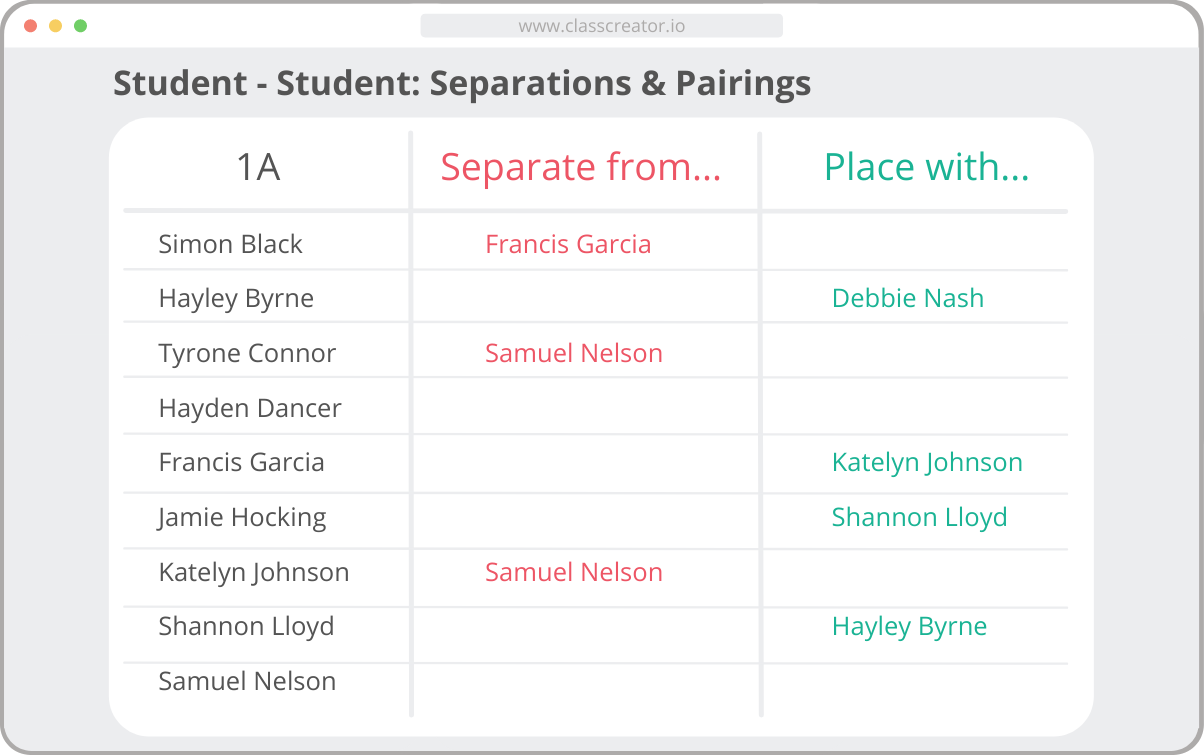 www.classcreator.io
Student - Student: Separations & Pairings
1A Separate from... Place with...
Simon Black Francis Garcia
Hayley Byrne Debbie Nash
Tyrone Connor Samuel Nelson
Hayden Dancer
Francis Garcia Katelyn Johnson
Jamie Hocking Shannon Lloyd
Katelyn Johnson Samuel Nelson
Shannon Lloyd Hayley Byrne
Samuel Nelson